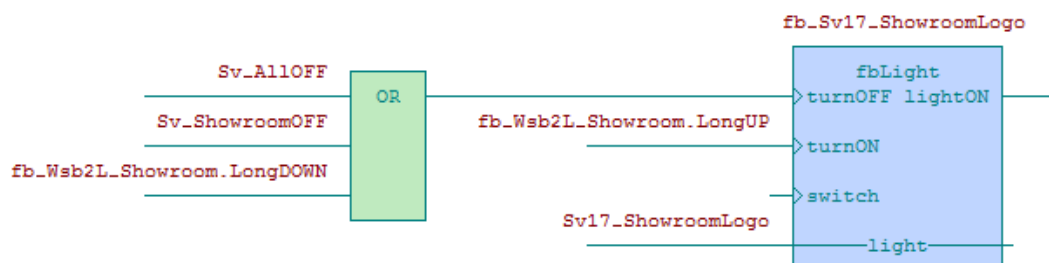 fb_Sv17_ShowroomLogo
Sv_AllOFF
fbLight
OR
turnOFF lightON
Sv_ShowroomOFF
fb_Wsb2L_Showroom.LongUP
turnON
fb_Wsb2L_Showroom.LongDOWN
switch
Sv17_ShowroomLogo
light